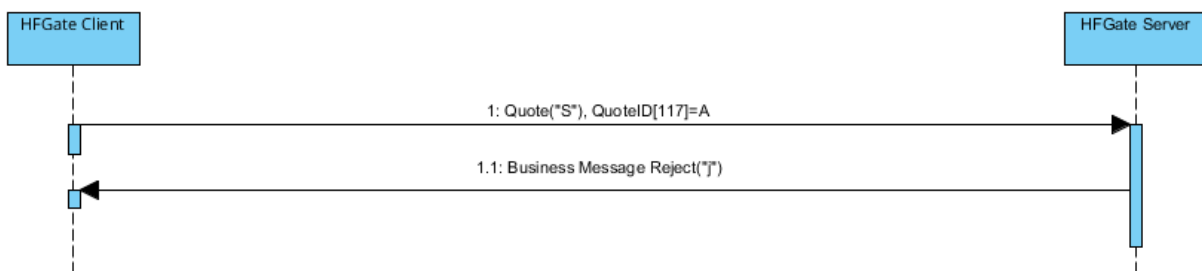 HFGate Client
HFGate Server
1: Quote("S"), QuoteID[117]=A
1.1: Business Message Reject("j")